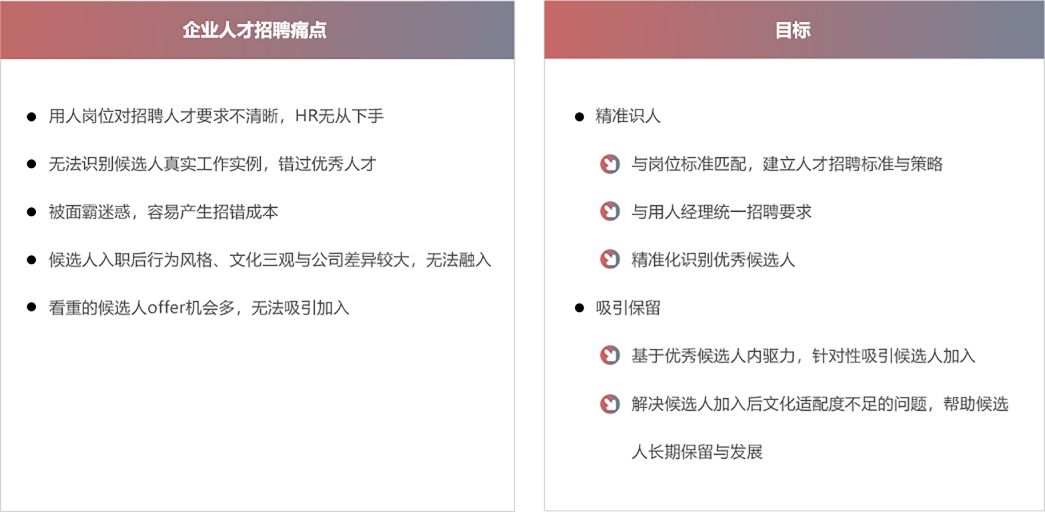 企业人才招聘痛点
用人岗位对招聘人才要求不清晰，HR无从下手
无法识别候选人真实工作实例，错过优秀人才
被面霸迷惑，容易产生招错成本
候选人入职后行为风格、文化三观与公司差异较大，无法融入
看重的候选人offer机会多，无法吸引加入
目标
精准识人
与岗位标准匹配，建立人才招聘标准与策略
与用人经理统一招聘要求
精准化识别优秀候选人
吸引保留
基于优秀候选人内驱力，针对性吸引候选人加入
解决候选人加入后文化适配度不足的问题，帮助候选
人长期保留与发展